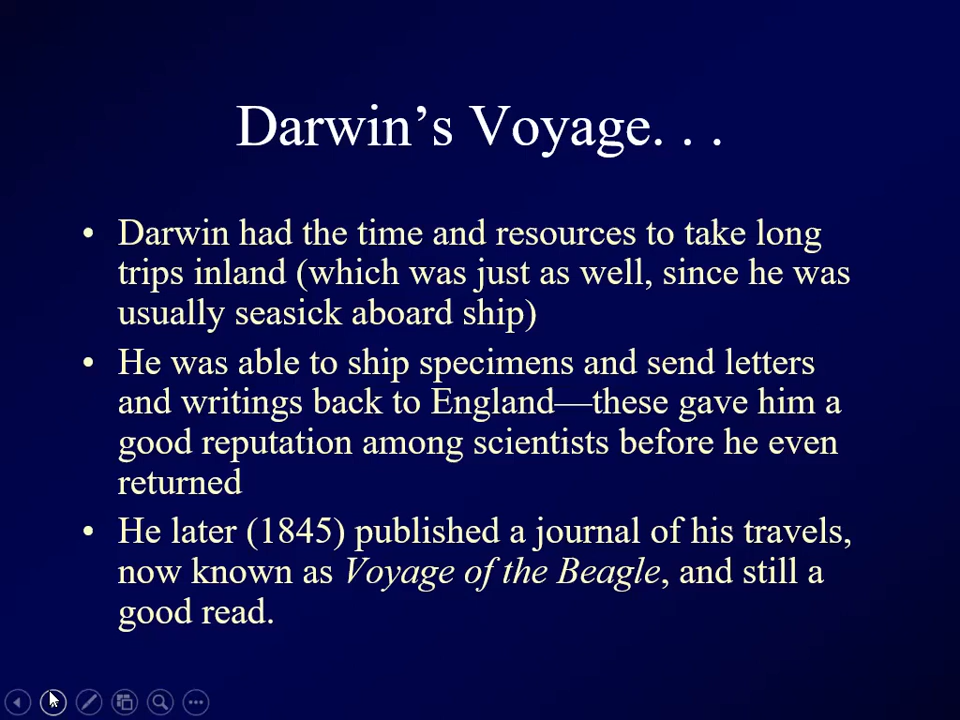 Darwin’s Voyage. . .
• Darwin had the time and resources to take long
trips inland (which was just as well, since he was
usually seasick aboard ship)
• He was able to ship specimens and send letters
and writings back to England—these gave him a
good reputation among scientists before he even
returned
• He later (1845) published a journal of his travels,
now known as Voyage of the Beagle, and still a
good read.